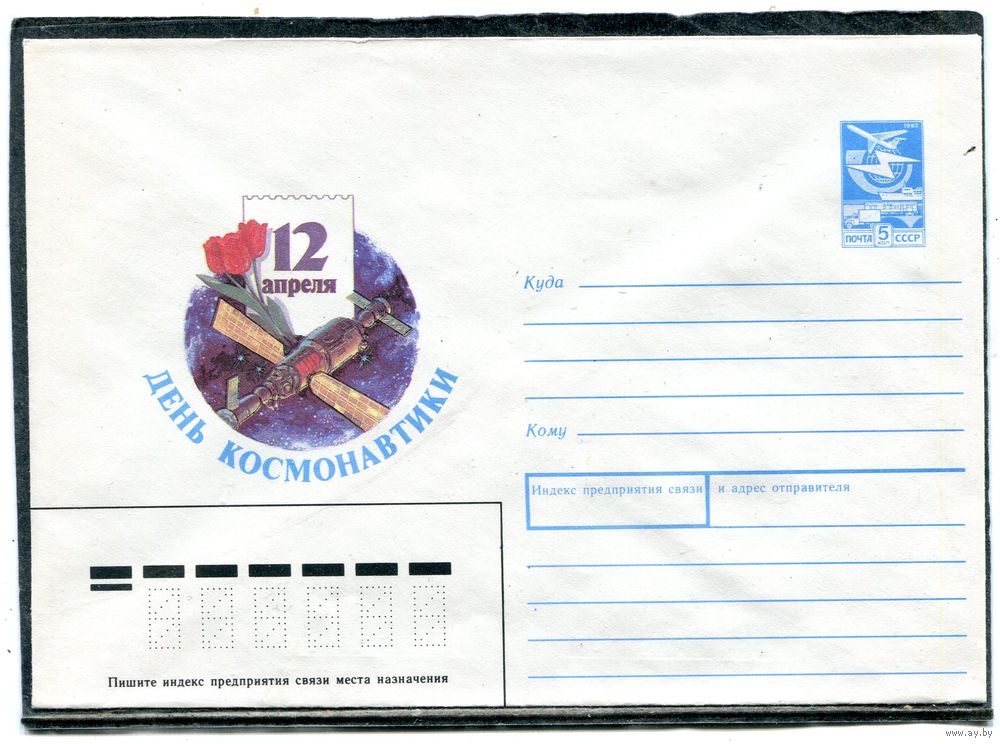 1982
ПОЧТА 5 КОП СССР
12
апреля
ДЕНЬ КОСМОНАВТИКИ
Куда
Кому
Индекс предприятия связи и адрес отправителя
Пишите индекс предприятия связи места назначения
www.ay.by